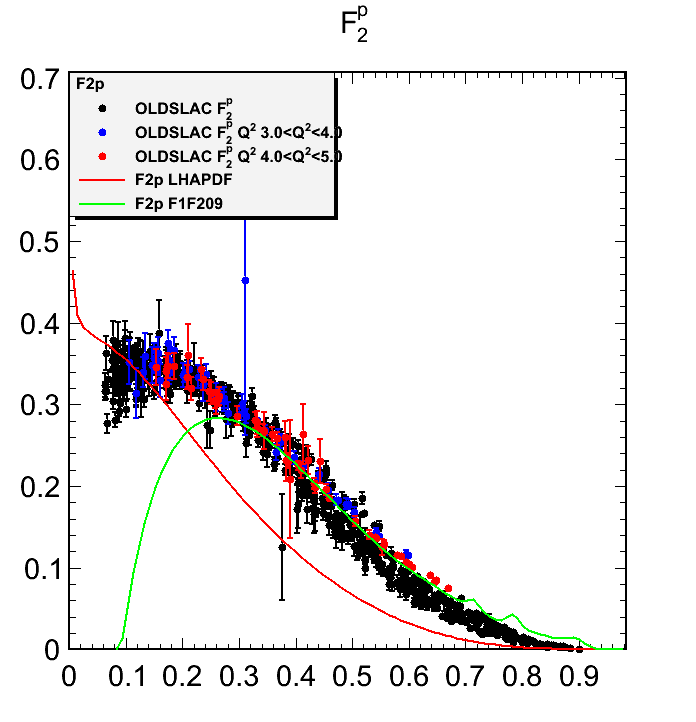 F₂ᵖ
0.7
0.6
0.5
0.4
0.3
0.2
0.1
0
F2p
OLDSLAC F₂ᵖ
OLDSLAC F₂ᵖ Q² 3.0<Q²<4.0
OLDSLAC F₂ᵖ Q² 4.0<Q²<5.0
F2p LHAPDF
F2p F1F209
0 0.1 0.2 0.3 0.4 0.5 0.6 0.7 0.8 0.9